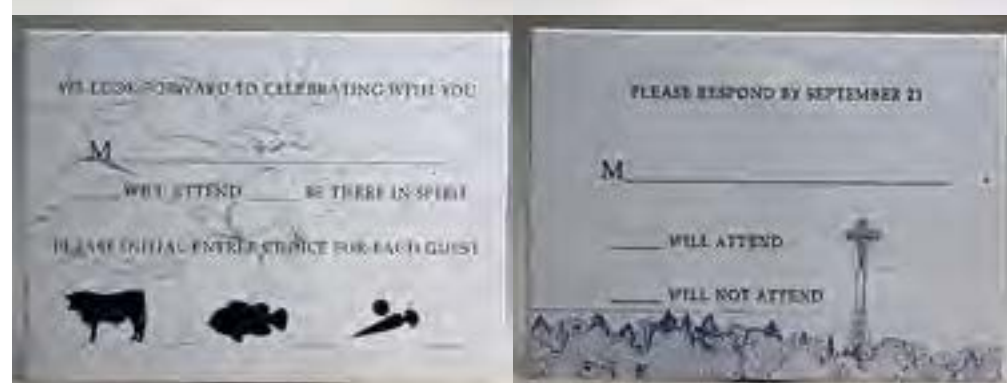 WE LOOK FORWARD TO CELEBRATING WITH YOU
M
WILL ATTEND BE THERE IN SPIRIT
PLEASE INITIAL ENTREE CHOICE FOR EACH GUEST
PLEASE RESPOND BY SEPTEMBER 21
M
WILL ATTEND
WILL NOT ATTEND